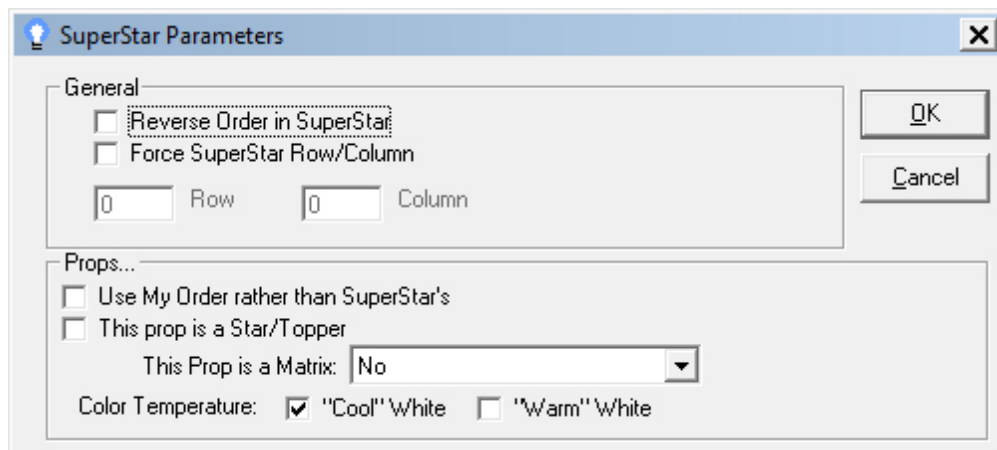 SuperStar Parameters
General
Reverse Order in SuperStar
Force SuperStar Row/Column
0 Row 0 Column
OK
Cancel
Props...
Use My Order rather than SuperStar's
This prop is a Star/Topper
This Prop is a Matrix: No
Color Temperature: "Cool" White "Warm" White